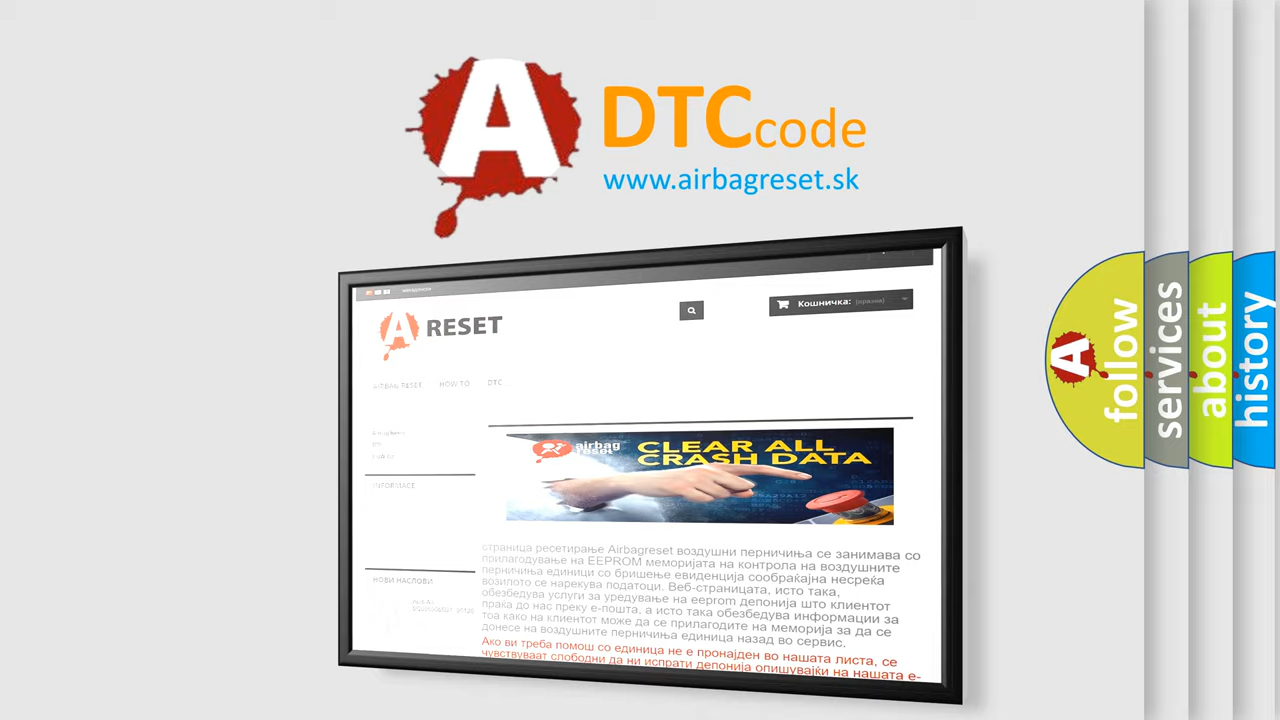 A
DTCcode
www.airbagreset.sk
Кошничка: (празни)
A RESET
AIRBAG RESET HOW TO DTC...
airbag
reset
CLEAR ALL
CRASH DATA
INFORMACE
страница ресетирање Airbagreset воздушни перничиња се занимава со
прилагодување на EEPROM меморијата на контрола на воздушните
перничиња единици со бришење евиденција сообраќајна несреќа
возилото се нарекува податоци. Веб-страницата, исто така,
обезбедува услуги за уредување на eeprom депонија што клиентот
праќа до нас преку е-пошта, а исто така обезбедува информации за
тоа како на клиентот може да се прилагодите на меморија за да се
донесе на воздушните перничиња единица назад во сервис.
НОВИ НАСЛОВИ
Ако ви треба помош со единица не е пронајден во нашата листа, се
чувствуваат слободни да ни испрати депонија опишувајќи на нашата е-
A
follow
services
about
history